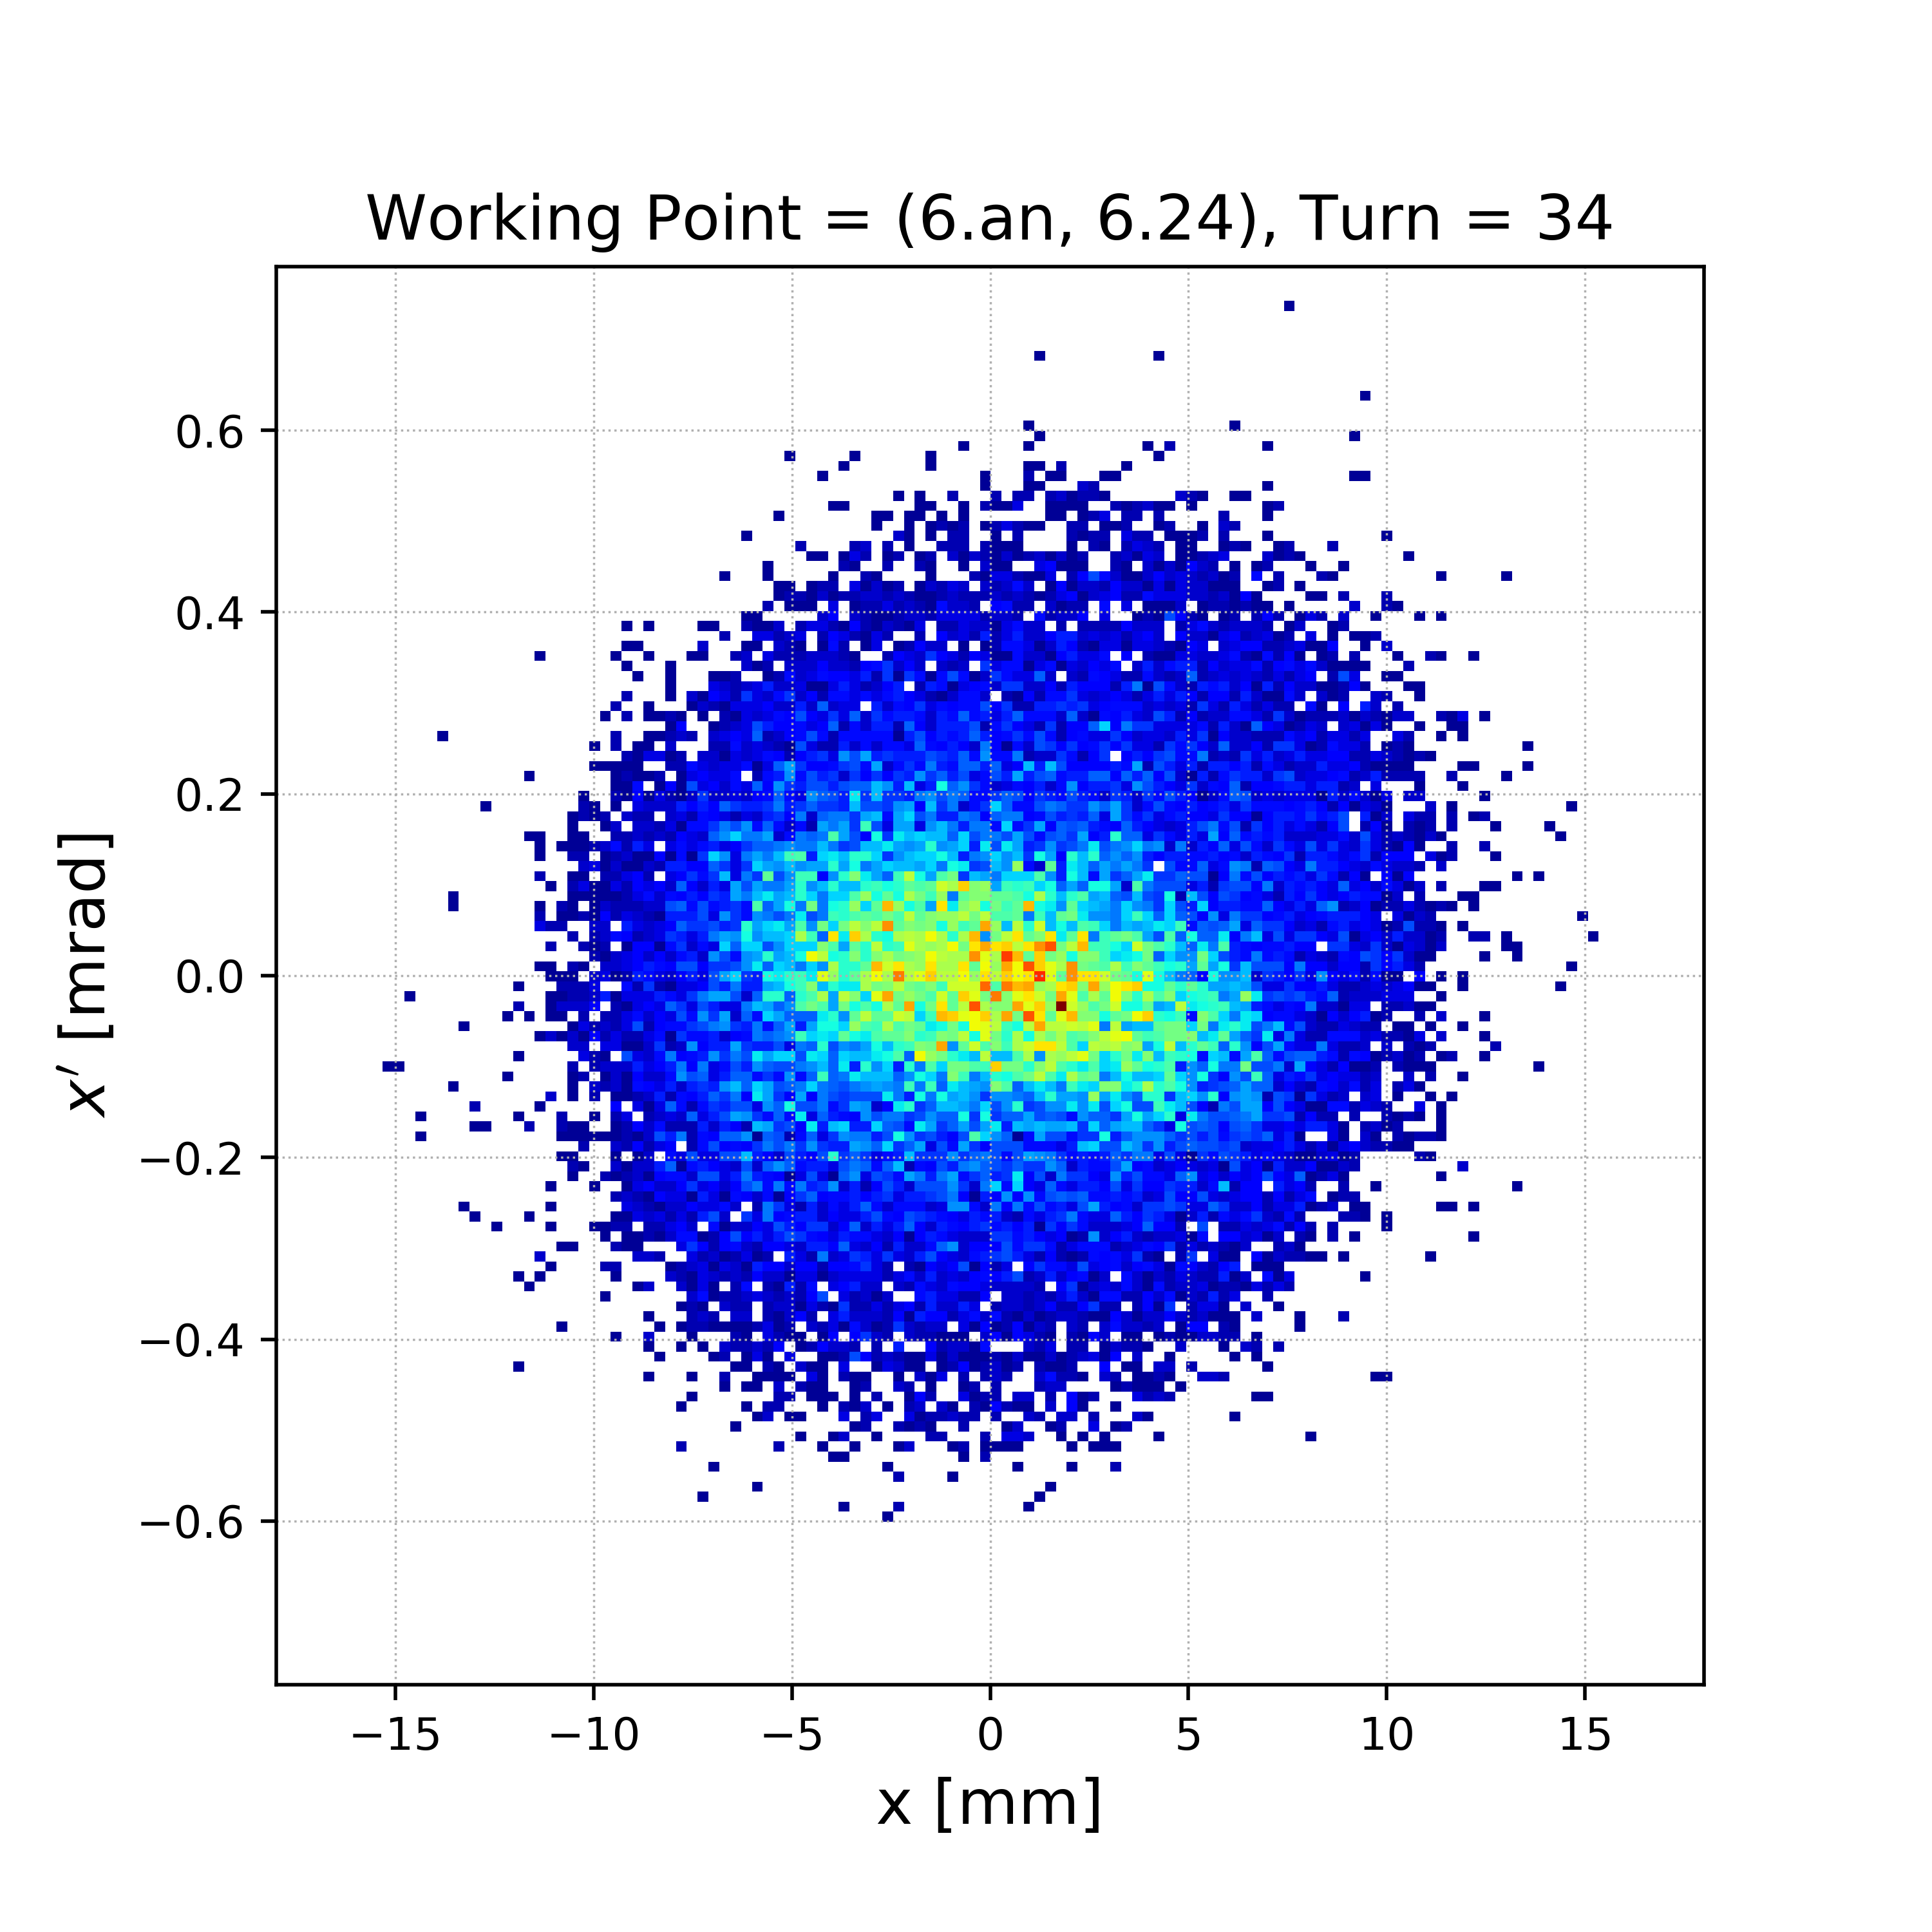 Working Point = (6.an, 6.24), Turn = 34
x′ [mrad]
0.6
0.4
0.2
0.0
−0.2
−0.4
−0.6
−15 −10 −5 0 5 10 15
x [mm]